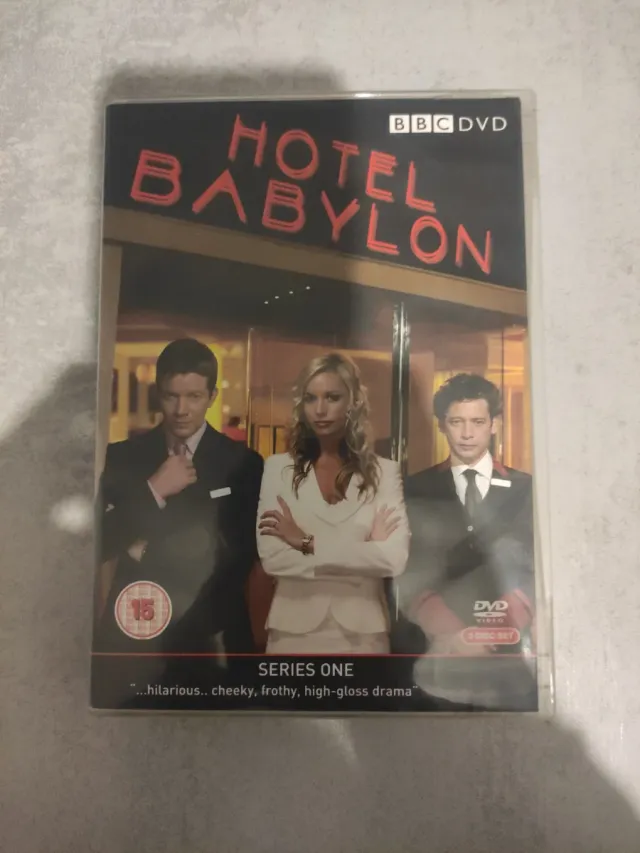 BBC DVD
HOTEL
BABYLON
15
DVD
VIDEO
SERIES ONE
"...hilarious.. cheeky, frothy, high-gloss drama"